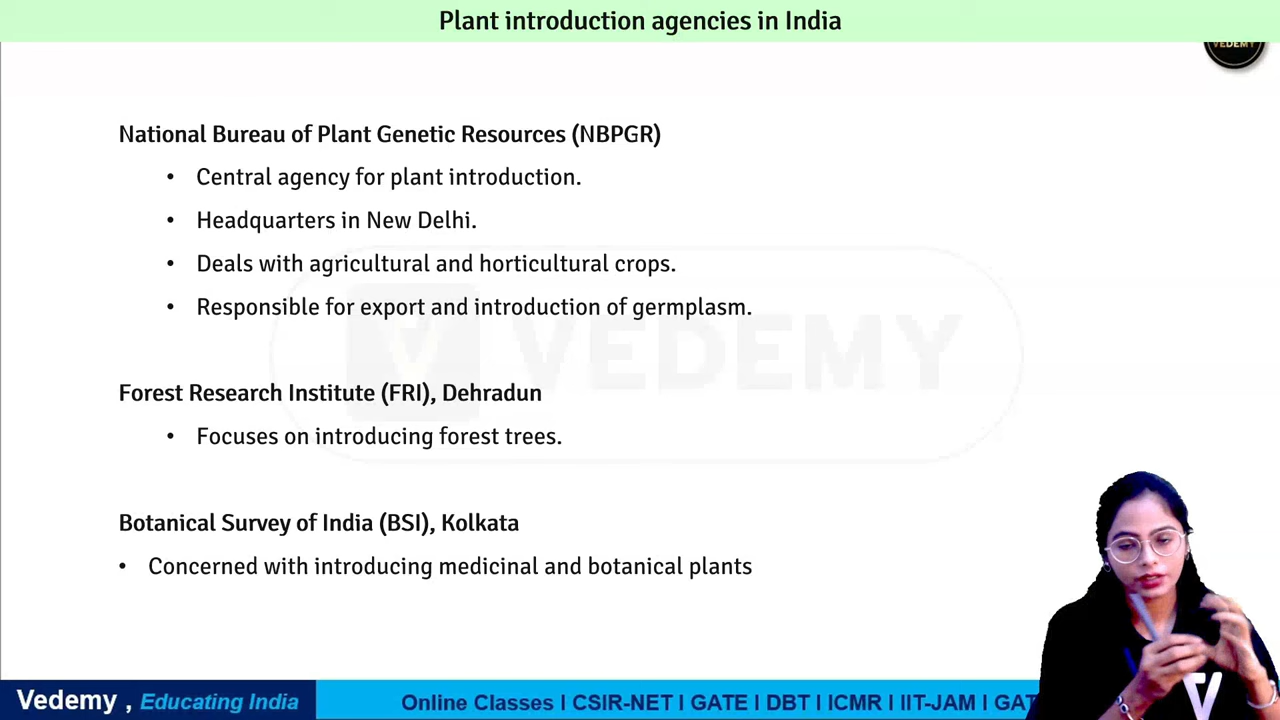 Plant introduction agencies in India
VEDEMY
National Bureau of Plant Genetic Resources (NBPGR)
• Central agency for plant introduction.
• Headquarters in New Delhi.
• Deals with agricultural and horticultural crops.
• Responsible for export and introduction of germplasm.
VEDEMY
Forest Research Institute (FRI), Dehradun
• Focuses on introducing forest trees.
Botanical Survey of India (BSI), Kolkata
• Concerned with introducing medicinal and botanical plants
Vedemy , Educating India
Online Classes I CSIR-NET I GATE I DBT I ICMR I IIT-JAM I GAT